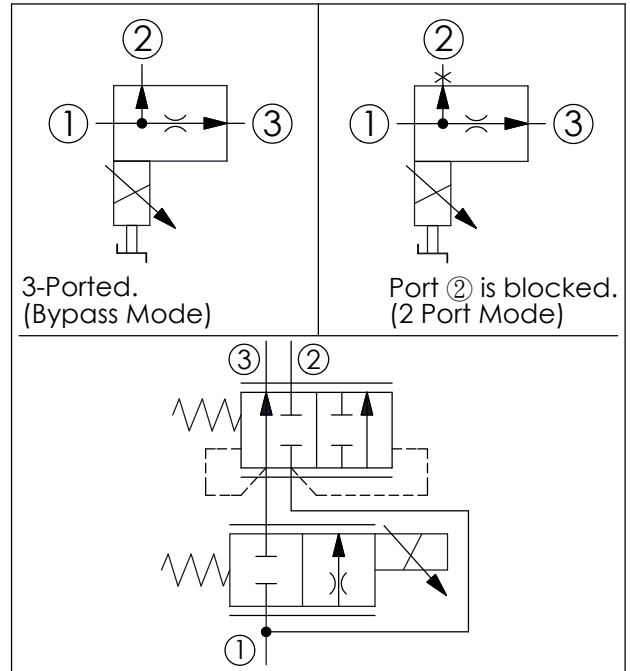 ②
②
①
③
①
③
3-Ported.
(Bypass Mode)
Port ② is blocked.
(2 Port Mode)
③
②
①